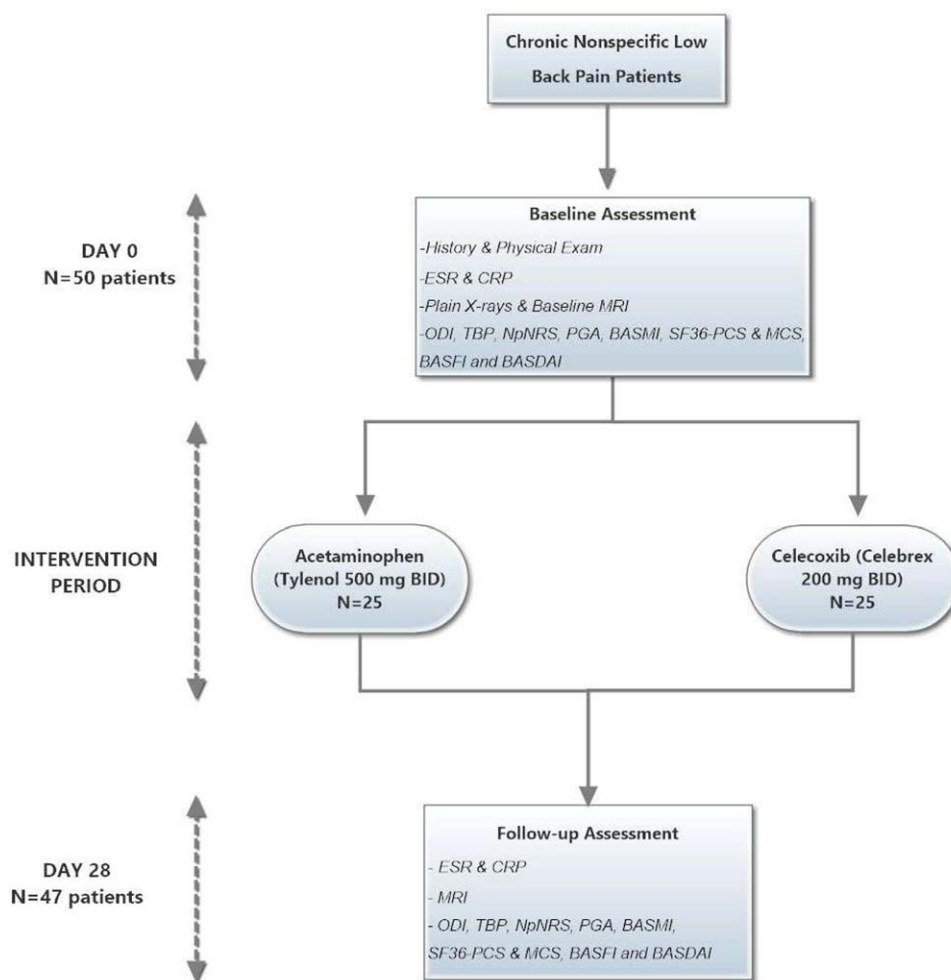 Chronic Nonspecific Low
Back Pain Patients
DAY 0
N=50 patients
Baseline Assessment
-History & Physical Exam
-ESR & CRP
-Plain X-rays & Baseline MRI
-ODI, TBP, NpNRS, PGA, BASMI, SF36-PCS & MCS,
BASFI and BASDAI
INTERVENTION
PERIOD
Acetaminophen
(Tylenol 500 mg BID)
N=25
Celecoxib (Celebrex
200 mg BID)
N=25
DAY 28
N=47 patients
Follow-up Assessment
- ESR & CRP
- MRI
- ODI, TBP, NpNRS, PGA, BASMI,
SF36-PCS & MCS, BASFI and BASDAI